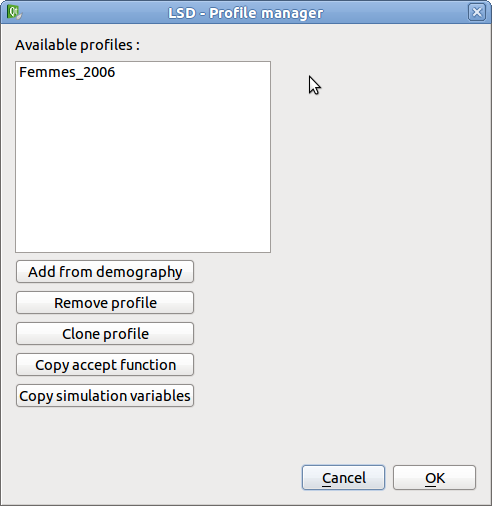 LSD - Profile manager
Available profiles :
Femmes_2006
Add from demography
Remove profile
Clone profile
Copy accept function
Copy simulation variables
Cancel
OK